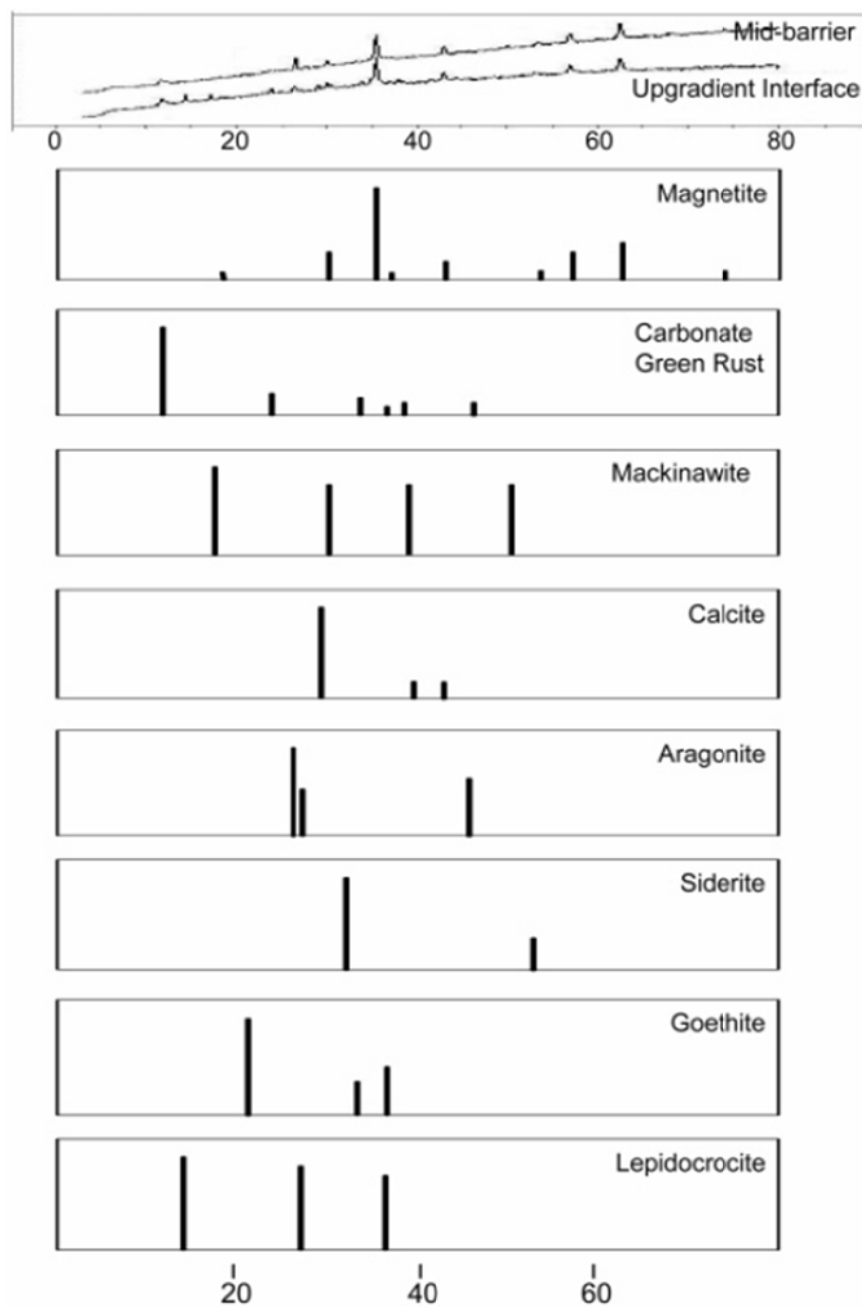 Mid-barrier
Upgradient Interface
0 20 40 60 80
Magnetite
Carbonate
Green Rust
Mackinawite
Calcite
Aragonite
Siderite
Goethite
Lepidocrocite
20 40 60